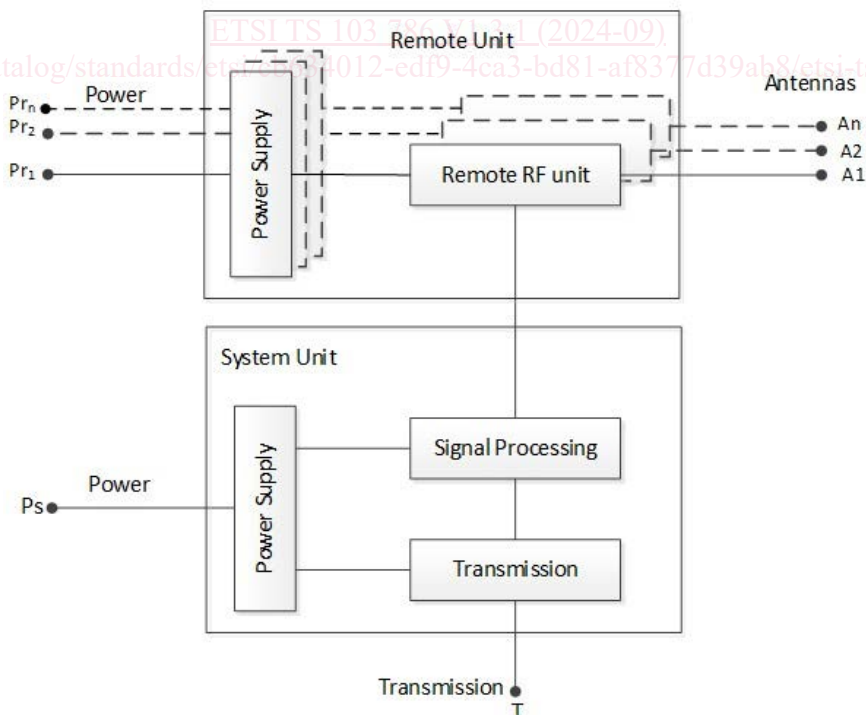 ETSI TS 103 786 V1.3.1 (2024-09)
Remote Unit
Antennas
Power
Prn
Pr2
Pr1
Power Supply
Remote RF unit
An
A2
A1
System Unit
Power Supply
Signal Processing
Power
Ps
Transmission
Transmission
T